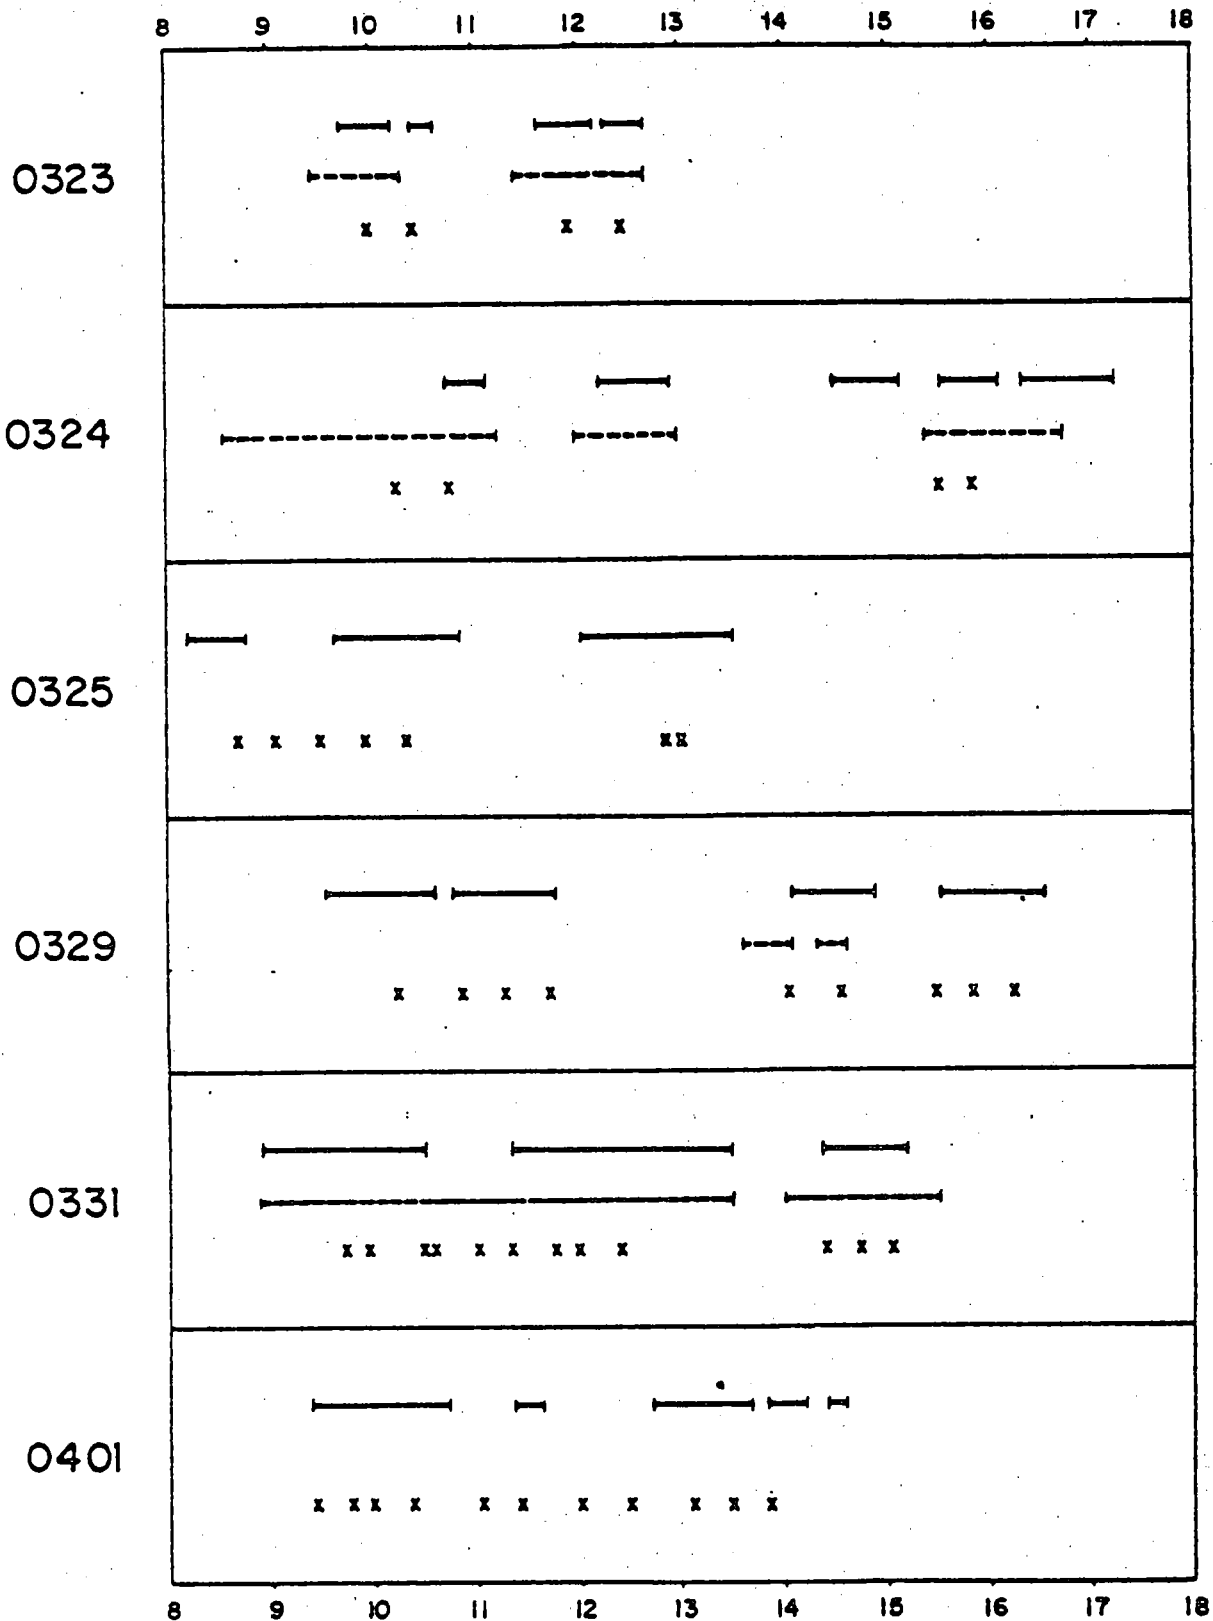 8 9 10 11 12 13 14 15 16 17 18
0323
x x x x
0324
x x x x
0325
x x x x x x x
0329
x x x x x x x x x
0331
x x x x x x x x x x x x
0401
x x x x x x x x x x x
8 9 10 11 12 13 14 15 16 17 18